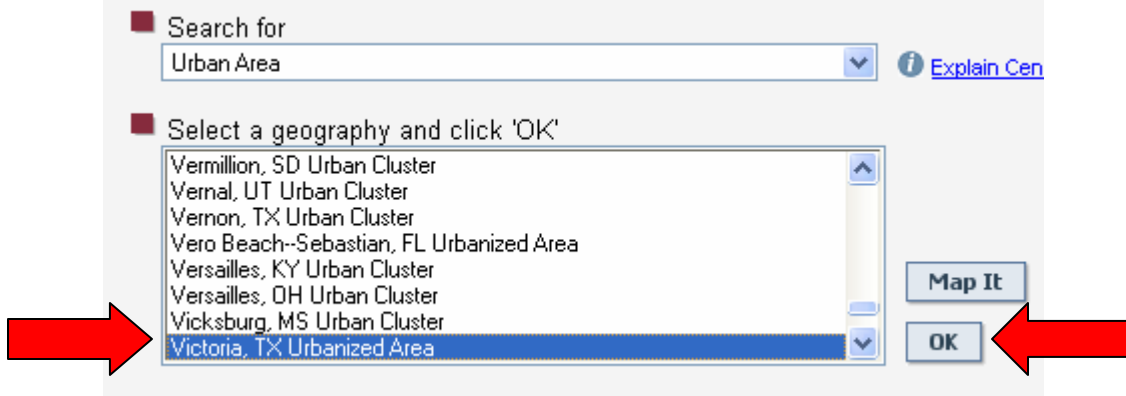 Search for
Urban Area
Explain Cen
Select a geography and click 'OK'
Vermillion, SD Urban Cluster
Vernal, UT Urban Cluster
Vernon, TX Urban Cluster
Vero Beach--Sebastian, FL Urbanized Area
Versailles, KY Urban Cluster
Versailles, OH Urban Cluster
Vicksburg, MS Urban Cluster
Victoria, TX Urbanized Area
Map It
OK